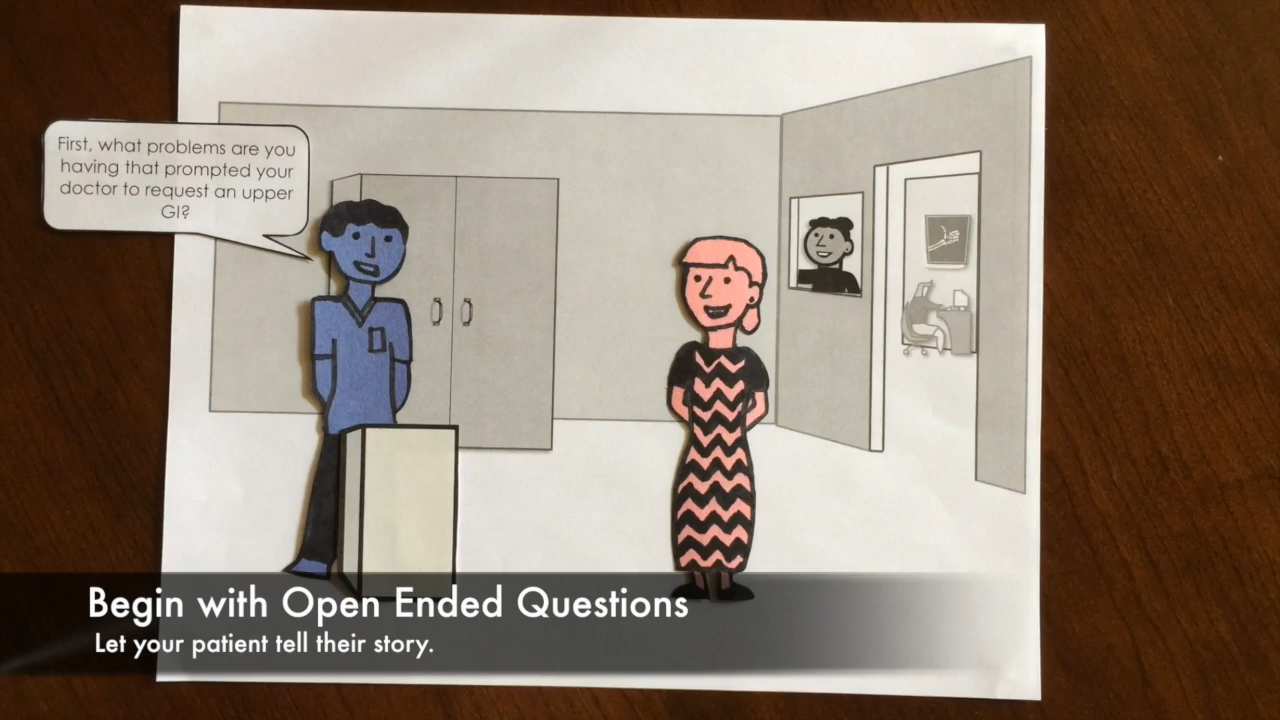 First, what problems are you
having that prompted your
doctor to request an upper
GI?
Begin with Open Ended Questions
Let your patient tell their story.